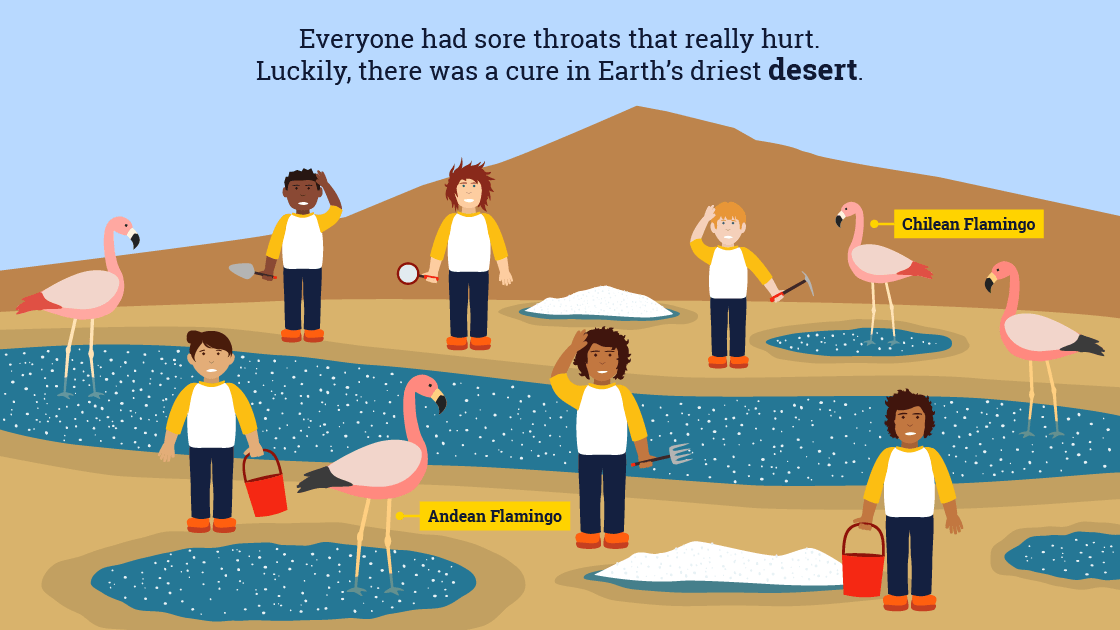 Everyone had sore throats that really hurt.
Luckily, there was a cure in Earth’s driest desert.
Chilean Flamingo
Andean Flamingo